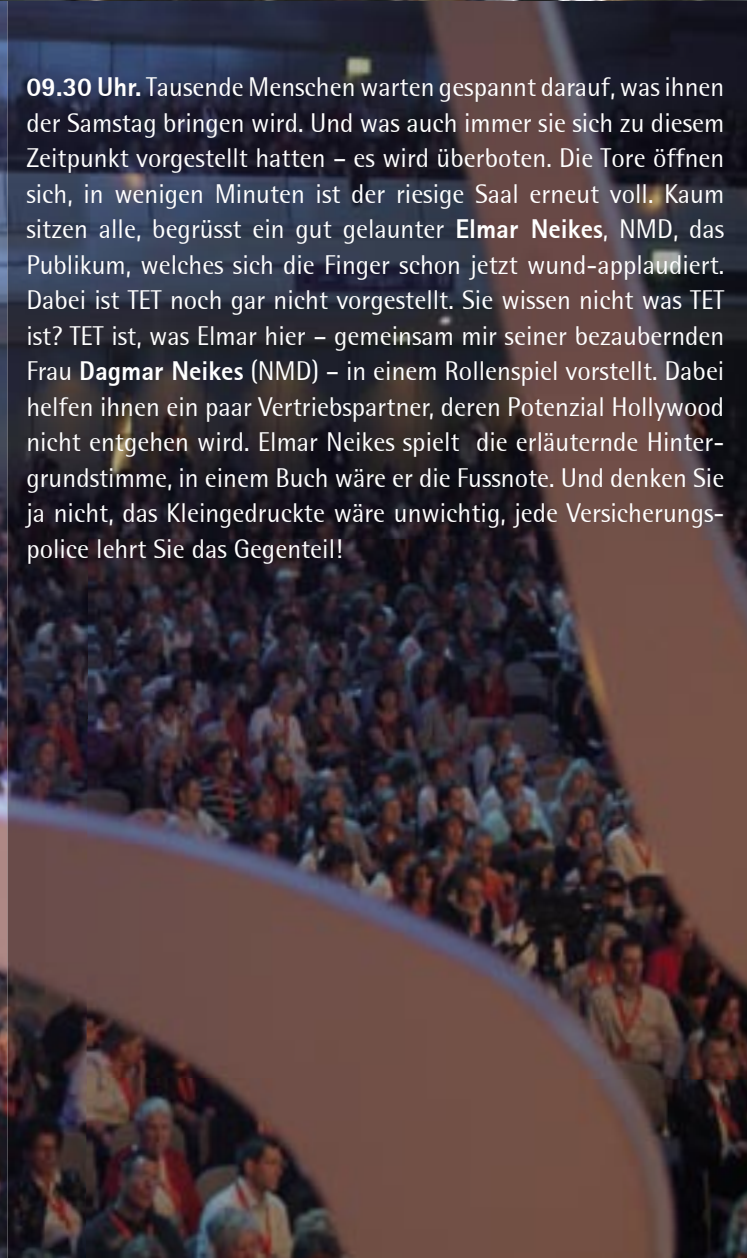 09.30 Uhr. Tausende Menschen warten gespannt darauf, was ihnen
der Samstag bringen wird. Und was auch immer sie sich zu diesem
Zeitpunkt vorgestellt hatten – es wird überboten. Die Tore öffnen
sich, in wenigen Minuten ist der riesige Saal erneut voll. Kaum
sitzen alle, begrüsst ein gut gelaunter Elmar Neikes, NMD, das
Publikum, welches sich die Finger schon jetzt wund-applaudiert.
Dabei ist TET noch gar nicht vorgestellt. Sie wissen nicht was TET
ist? TET ist, was Elmar hier – gemeinsam mir seiner bezaubernden
Frau Dagmar Neikes (NMD) – in einem Rollenspiel vorstellt. Dabei
helfen ihnen ein paar Vertriebspartner, deren Potenzial Hollywood
nicht entgehen wird. Elmar Neikes spielt  die erläuternde Hinter-
grundstimme, in einem Buch wäre er die Fussnote. Und denken Sie
ja nicht, das Kleingedruckte wäre unwichtig, jede Versicherungs-
police lehrt Sie das Gegenteil!